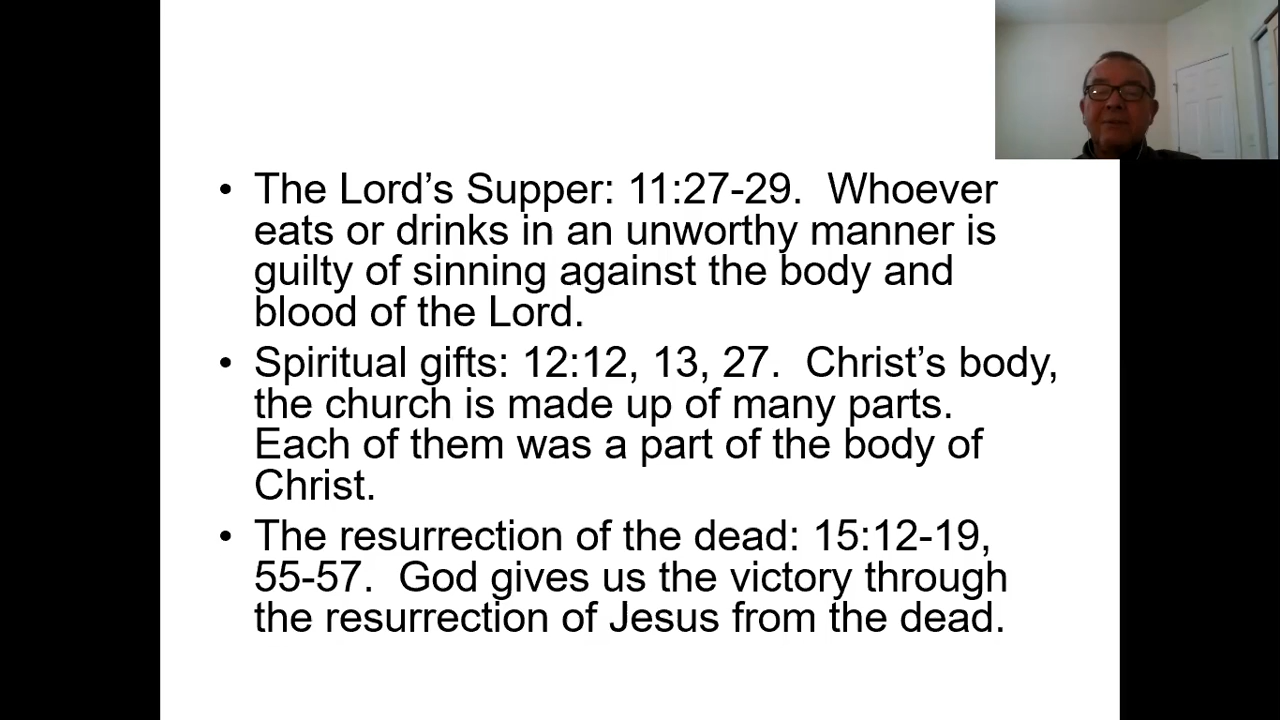 • The Lord’s Supper: 11:27-29.  Whoever
eats or drinks in an unworthy manner is
guilty of sinning against the body and
blood of the Lord.
• Spiritual gifts: 12:12, 13, 27.  Christ’s body,
the church is made up of many parts.
Each of them was a part of the body of
Christ.
• The resurrection of the dead: 15:12-19,
55-57.  God gives us the victory through
the resurrection of Jesus from the dead.